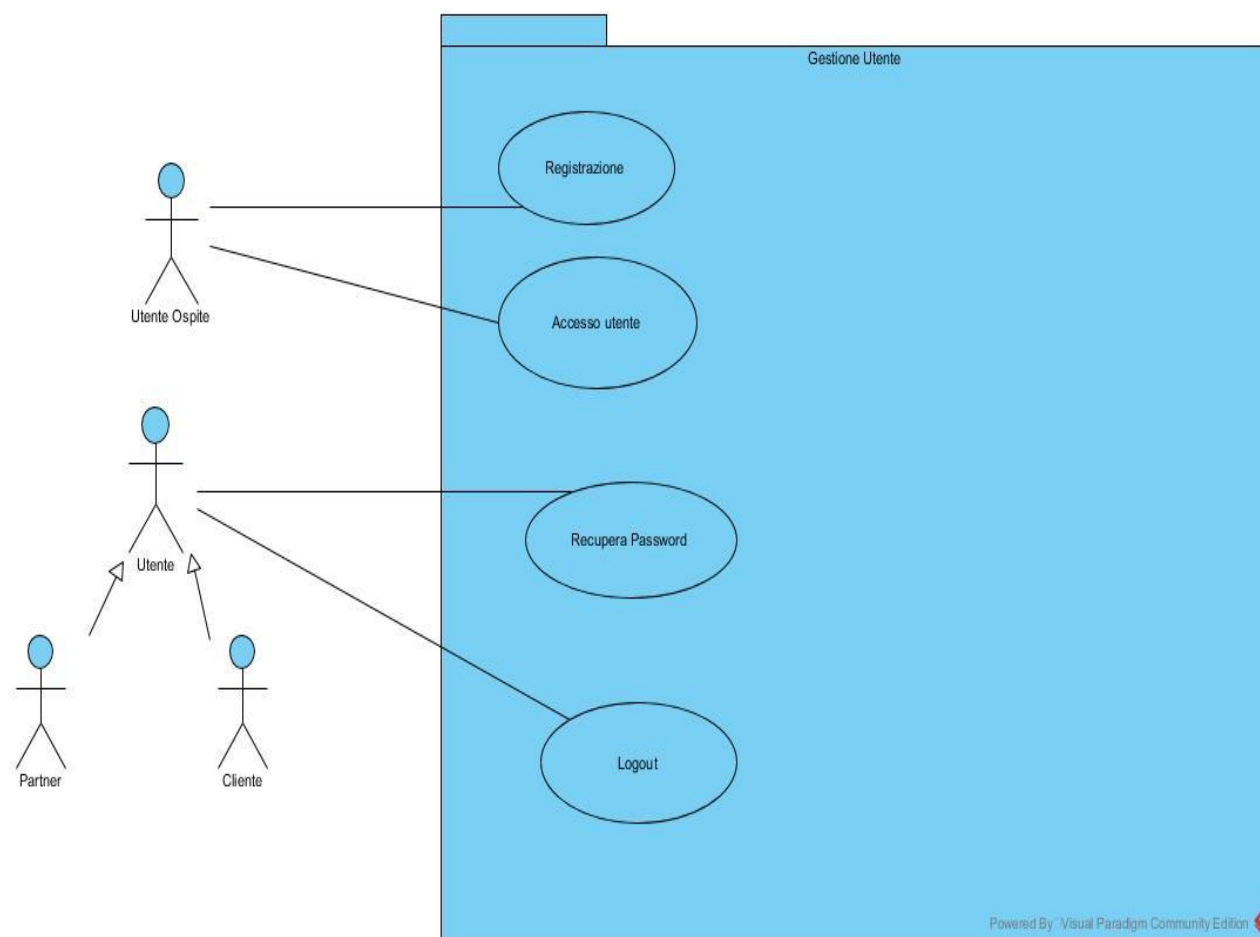 Gestione Utente
Registrazione
Utente Ospite
Accesso utente
Utente
Recupera Password
Partner
Cliente
Logout
Powered By Visual Paradigm Community Edition